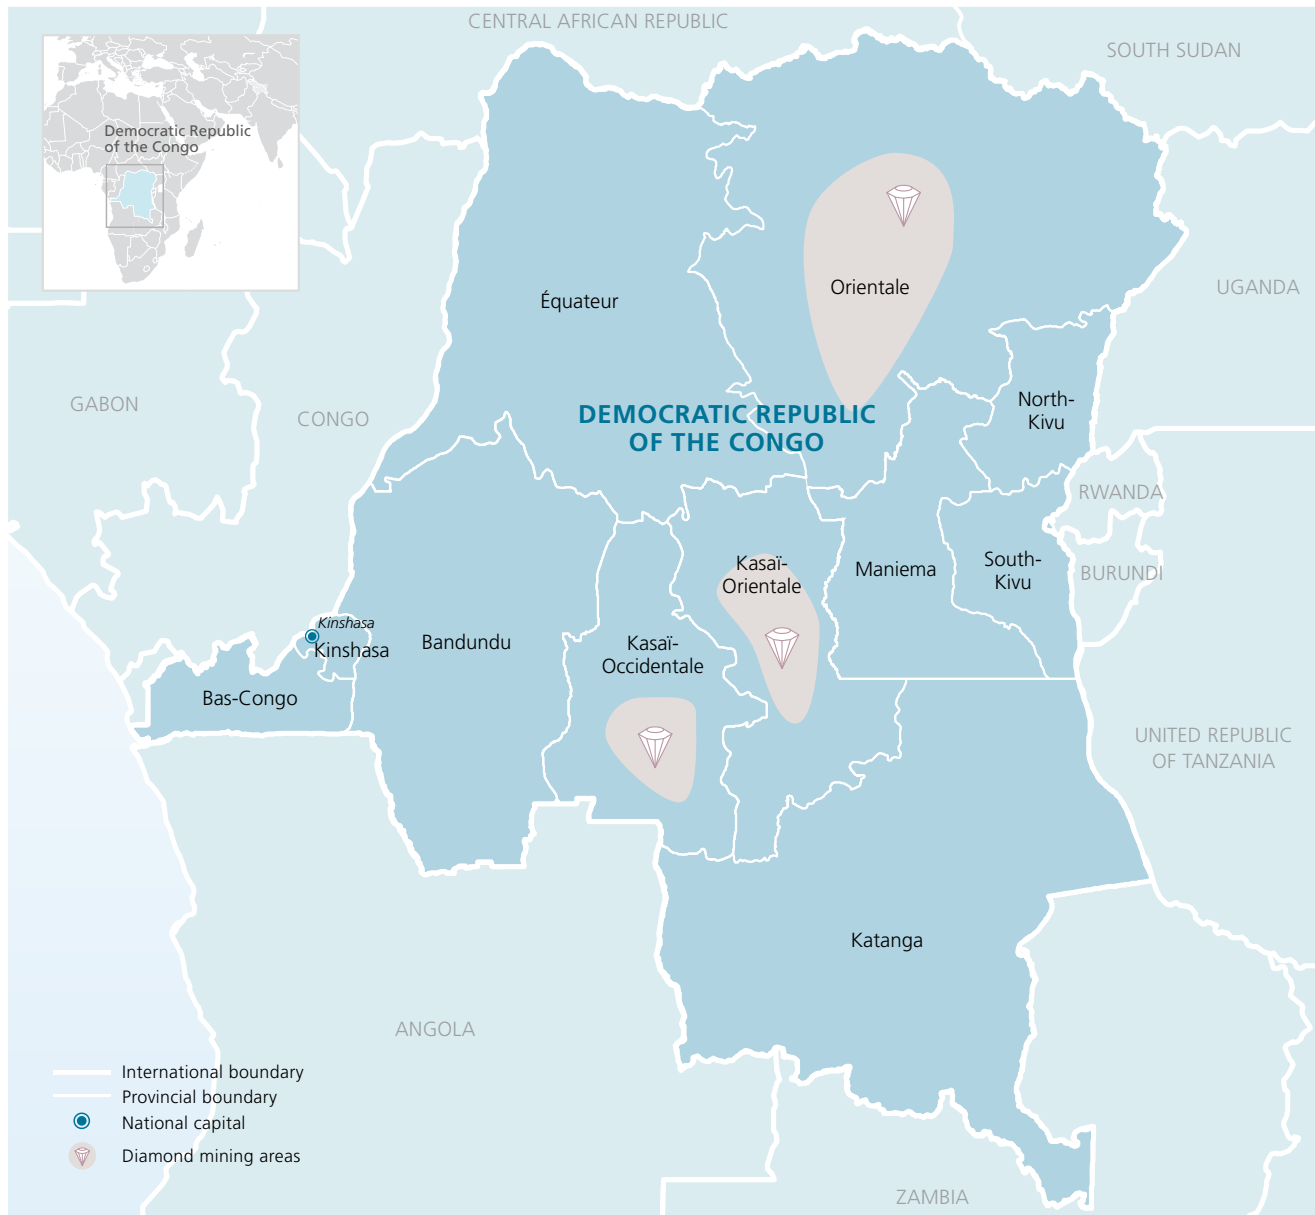 CENTRAL AFRICAN REPUBLIC
SOUTH SUDAN
Democratic Republic
of the Congo
Orientale
UGANDA
Équateur
GABON
CONGO
North-
Kivu
DEMOCRATIC REPUBLIC
OF THE CONGO
RWANDA
Kasaï-
Orientale
Maniema
South-
Kivu
BURUNDI
Kinshasa
Kinshasa
Bandundu
Kasaï-
Occidentale
Bas-Congo
UNITED REPUBLIC
OF TANZANIA
Katanga
ANGOLA
International boundary
Provincial boundary
National capital
Diamond mining areas
ZAMBIA